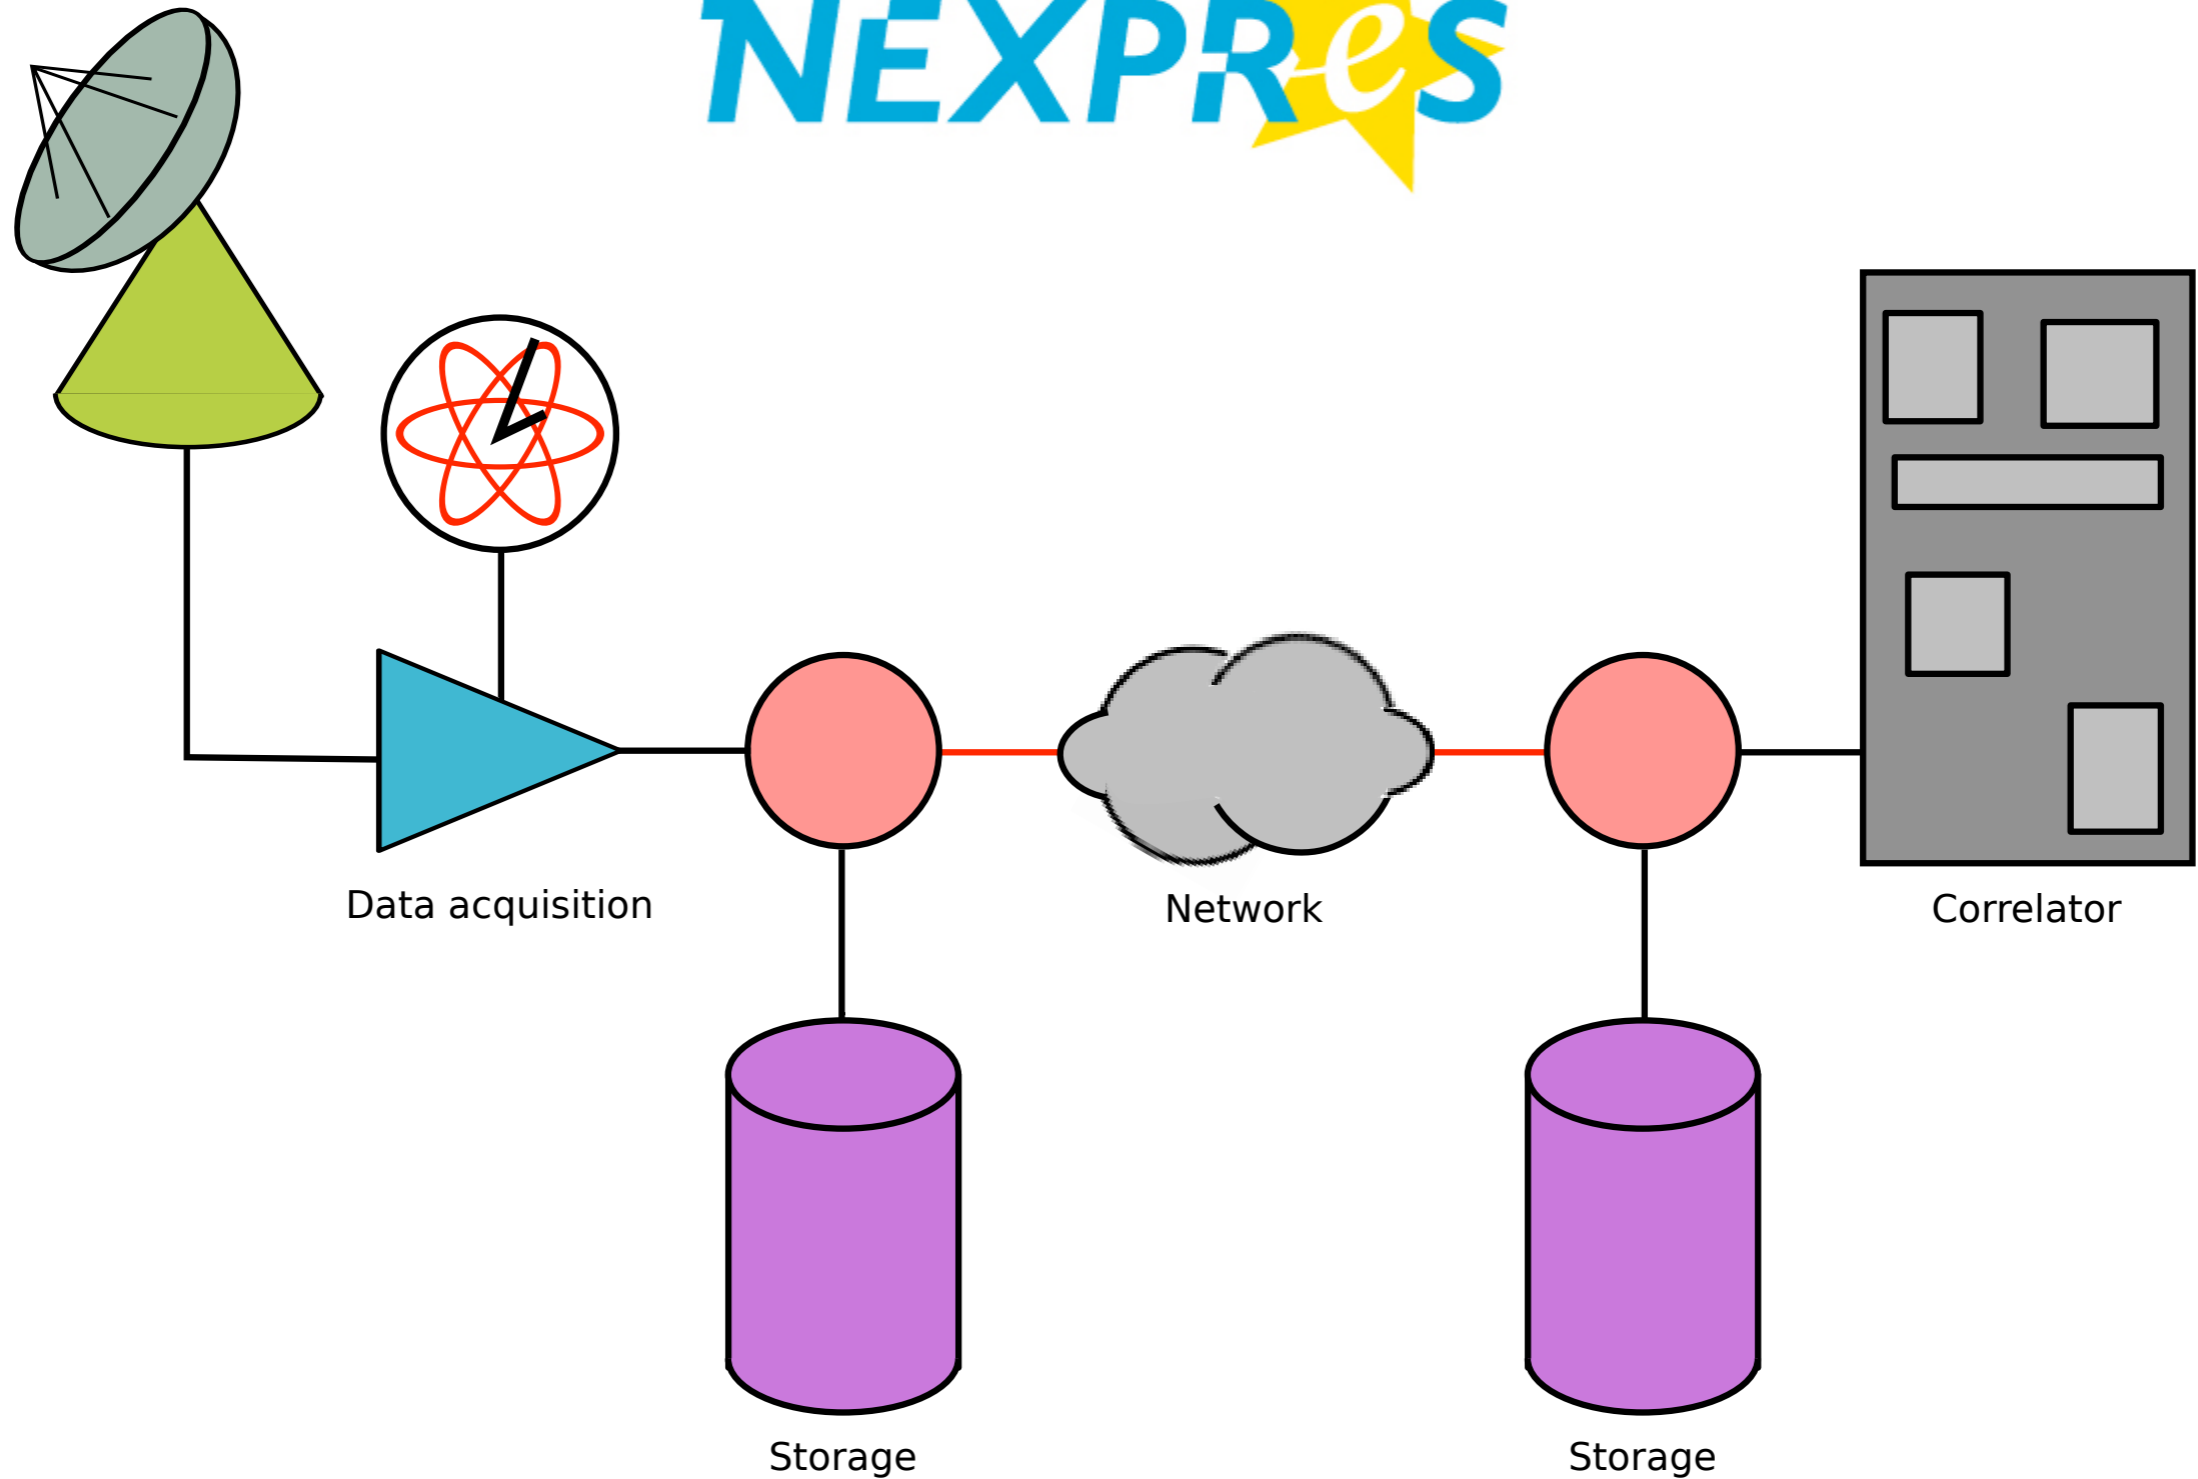 NEXPReS
Data acquisition
Network
Correlator
Storage
Storage